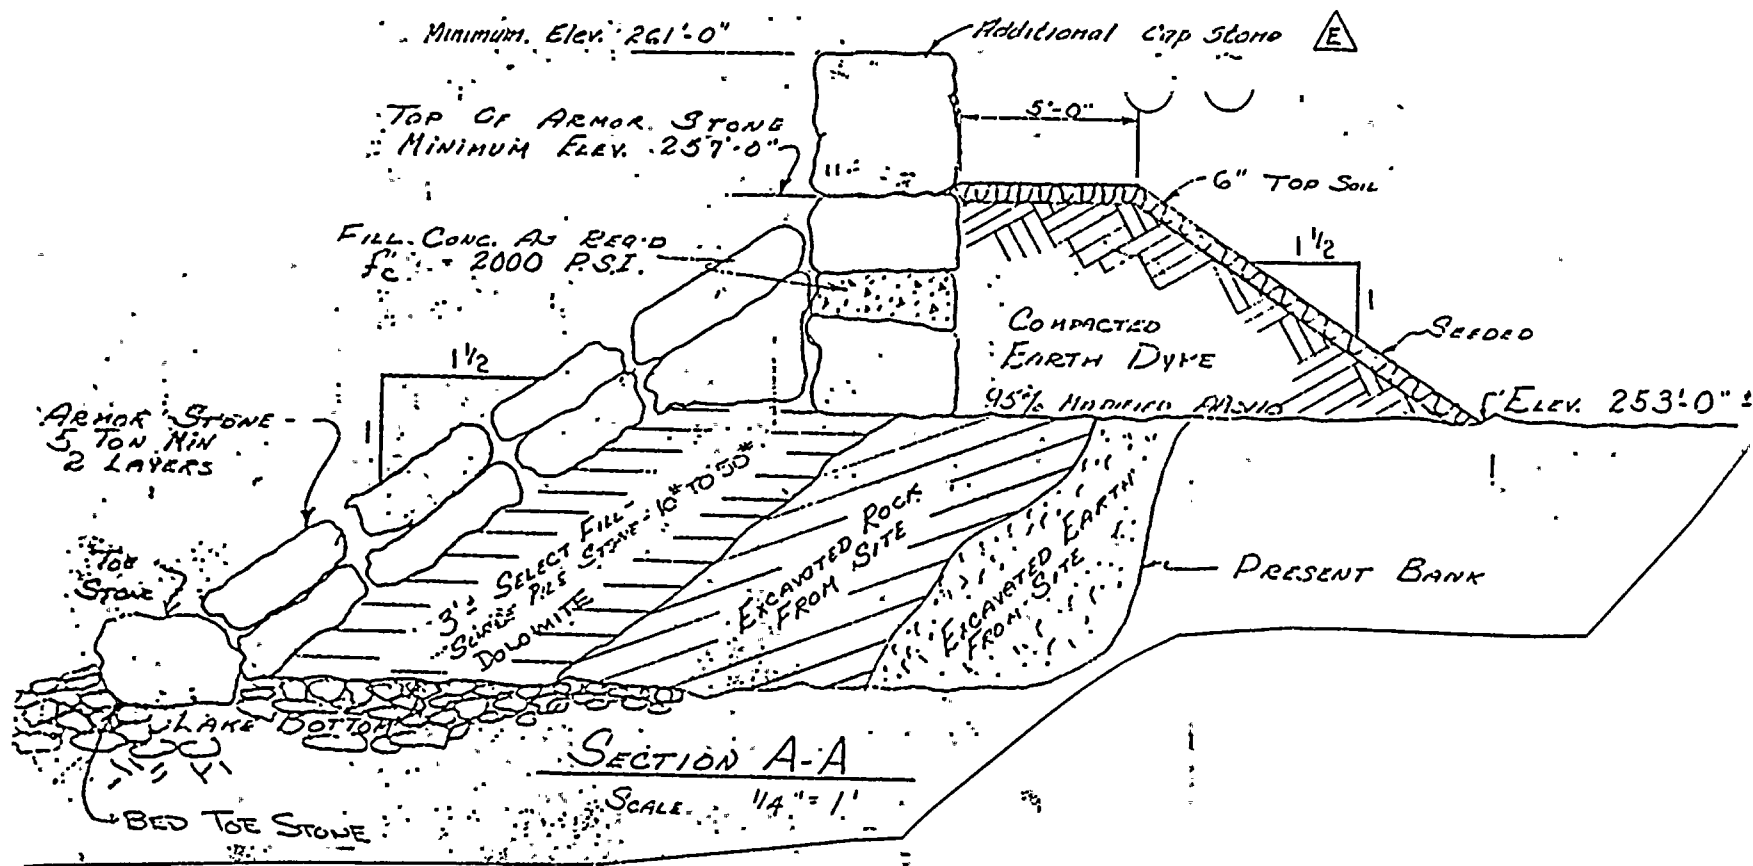 Minimum. Elev. 261'-0"
Additional Cap Stone
E
TOP OF ARMOR STONE
MINIMUM ELEV. 257'-0"
5'-0"
6" TOP SOIL
FILL CONC. AS REQ'D
f'c = 2000 P.S.I.
1 1/2
1
COMPACTED
EARTH DYKE
95% MODIFIED
SEEDED
ELEV. 253'-0" ±
1 1/2
1
ARMOR STONE
5 TON MIN
2 LAYERS
TOE
STONE
3'± SELECT FILL
PILE STONE-10# TO 50#
DOLOMITE
EXCAVATED ROCK
FROM SITE
EXCAVATED EARTH
FROM SITE
PRESENT BANK
LAKE BOTTOM
SECTION A-A
SCALE 1/4" = 1'
BED TOE STONE